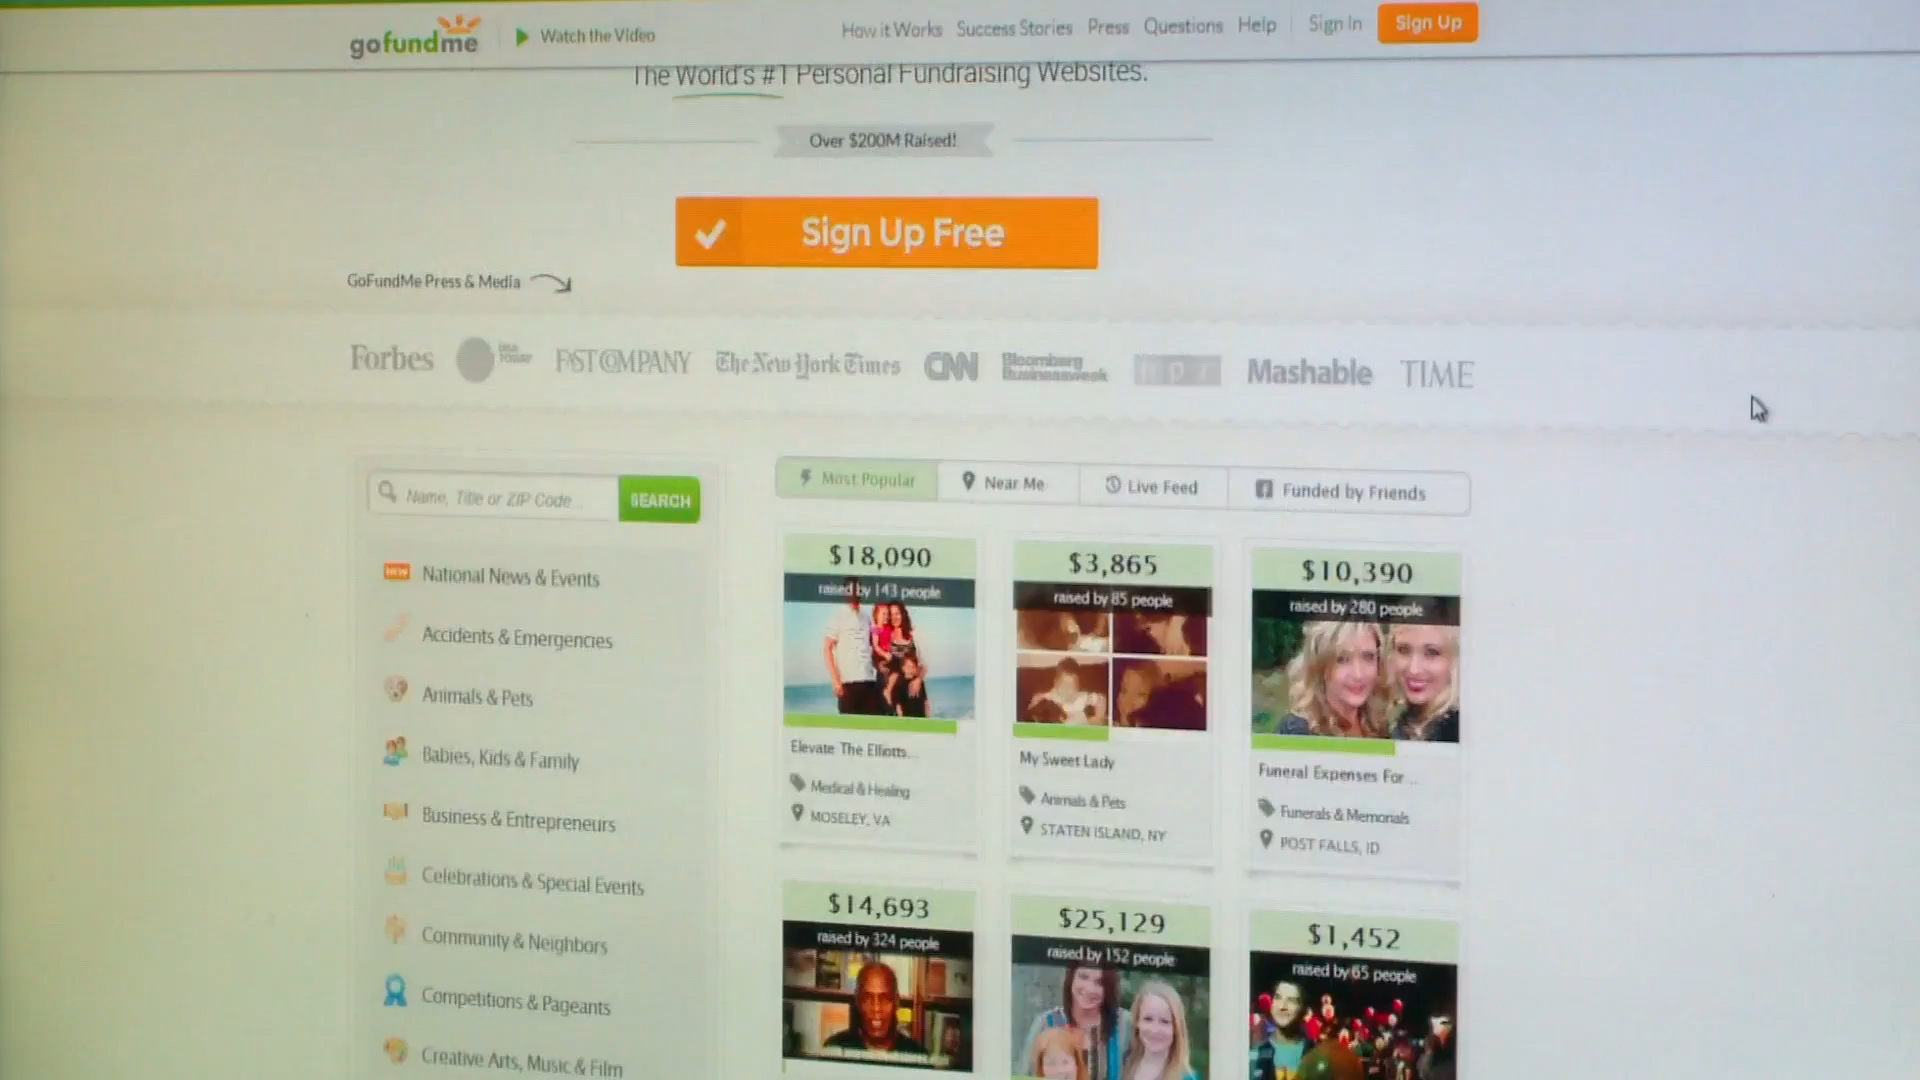 gofundme
Watch the Video
How it Works
Success Stories
Press
Questions
Help
Sign In
Sign Up
The World's #1 Personal Fundraising Websites.
Over $200M Raised!
Sign Up Free
GoFundMe Press & Media
Forbes
USA TODAY
FAST COMPANY
The New York Times
CNN
Bloomberg Businessweek
npr
Mashable
TIME
Name, Title or ZIP Code...
SEARCH
NEW National News & Events
Accidents & Emergencies
Animals & Pets
Babies, Kids & Family
Business & Entrepreneurs
Celebrations & Special Events
Community & Neighbors
Competitions & Pageants
Creative Arts, Music & Film
Most Popular
Near Me
Live Feed
Funded by Friends
$18,090
raised by 143 people
Elevate The Elliotts...
Medical & Healing
MOSELEY, VA
$3,865
raised by 85 people
My Sweet Lady
Animals & Pets
STATEN ISLAND, NY
$10,390
raised by 280 people
Funeral Expenses For ...
Funerals & Memorials
POST FALLS, ID
$14,693
raised by 324 people
$25,129
raised by 152 people
$1,452
raised by 65 people